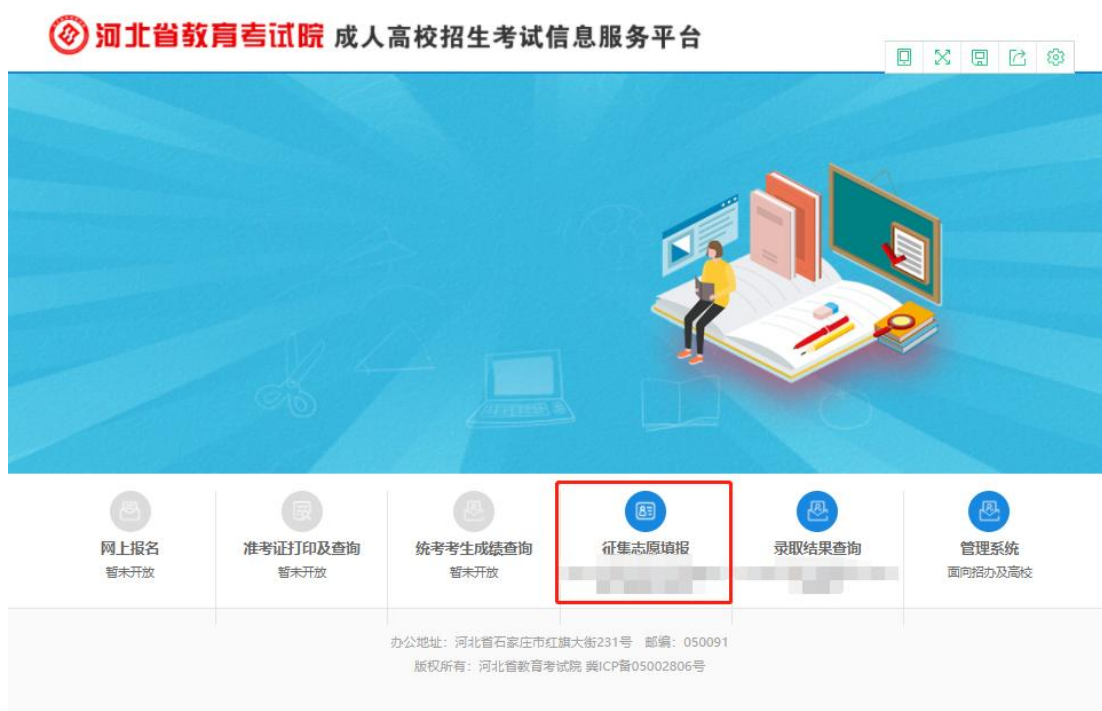 河北省教育考试院 成人高校招生考试信息服务平台
网上报名
暂未开放
准考证打印及查询
暂未开放
统考考生成绩查询
暂未开放
征集志愿填报
录取结果查询
管理系统
面向招办及高校
办公地址：河北省石家庄市红旗大街231号 邮编：050091
版权所有：河北省教育考试院 冀ICP备05002806号